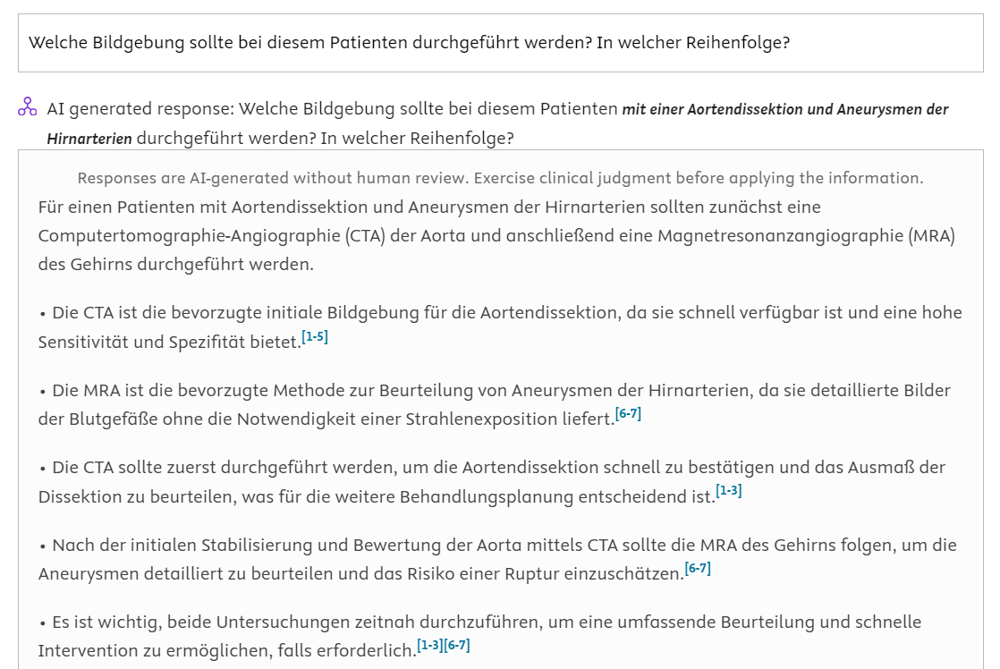 Welche Bildgebung sollte bei diesem Patienten durchgeführt werden? In welcher Reihenfolge?
AI generated response: Welche Bildgebung sollte bei diesem Patienten mit einer Aortendissektion und Aneurysmen der
Hirnarterien durchgeführt werden? In welcher Reihenfolge?
Responses are AI-generated without human review. Exercise clinical judgment before applying the information.
Für einen Patienten mit Aortendissektion und Aneurysmen der Hirnarterien sollten zunächst eine
Computertomographie-Angiographie (CTA) der Aorta und anschließend eine Magnetresonanzangiographie (MRA)
des Gehirns durchgeführt werden.
• Die CTA ist die bevorzugte initiale Bildgebung für die Aortendissektion, da sie schnell verfügbar ist und eine hohe
Sensitivität und Spezifität bietet.[1-5]
• Die MRA ist die bevorzugte Methode zur Beurteilung von Aneurysmen der Hirnarterien, da sie detaillierte Bilder
der Blutgefäße ohne die Notwendigkeit einer Strahlenexposition liefert.[6-7]
• Die CTA sollte zuerst durchgeführt werden, um die Aortendissektion schnell zu bestätigen und das Ausmaß der
Dissektion zu beurteilen, was für die weitere Behandlungsplanung entscheidend ist.[1-3]
• Nach der initialen Stabilisierung und Bewertung der Aorta mittels CTA sollte die MRA des Gehirns folgen, um die
Aneurysmen detailliert zu beurteilen und das Risiko einer Ruptur einzuschätzen.[6-7]
• Es ist wichtig, beide Untersuchungen zeitnah durchzuführen, um eine umfassende Beurteilung und schnelle
Intervention zu ermöglichen, falls erforderlich.[1-3][6-7]